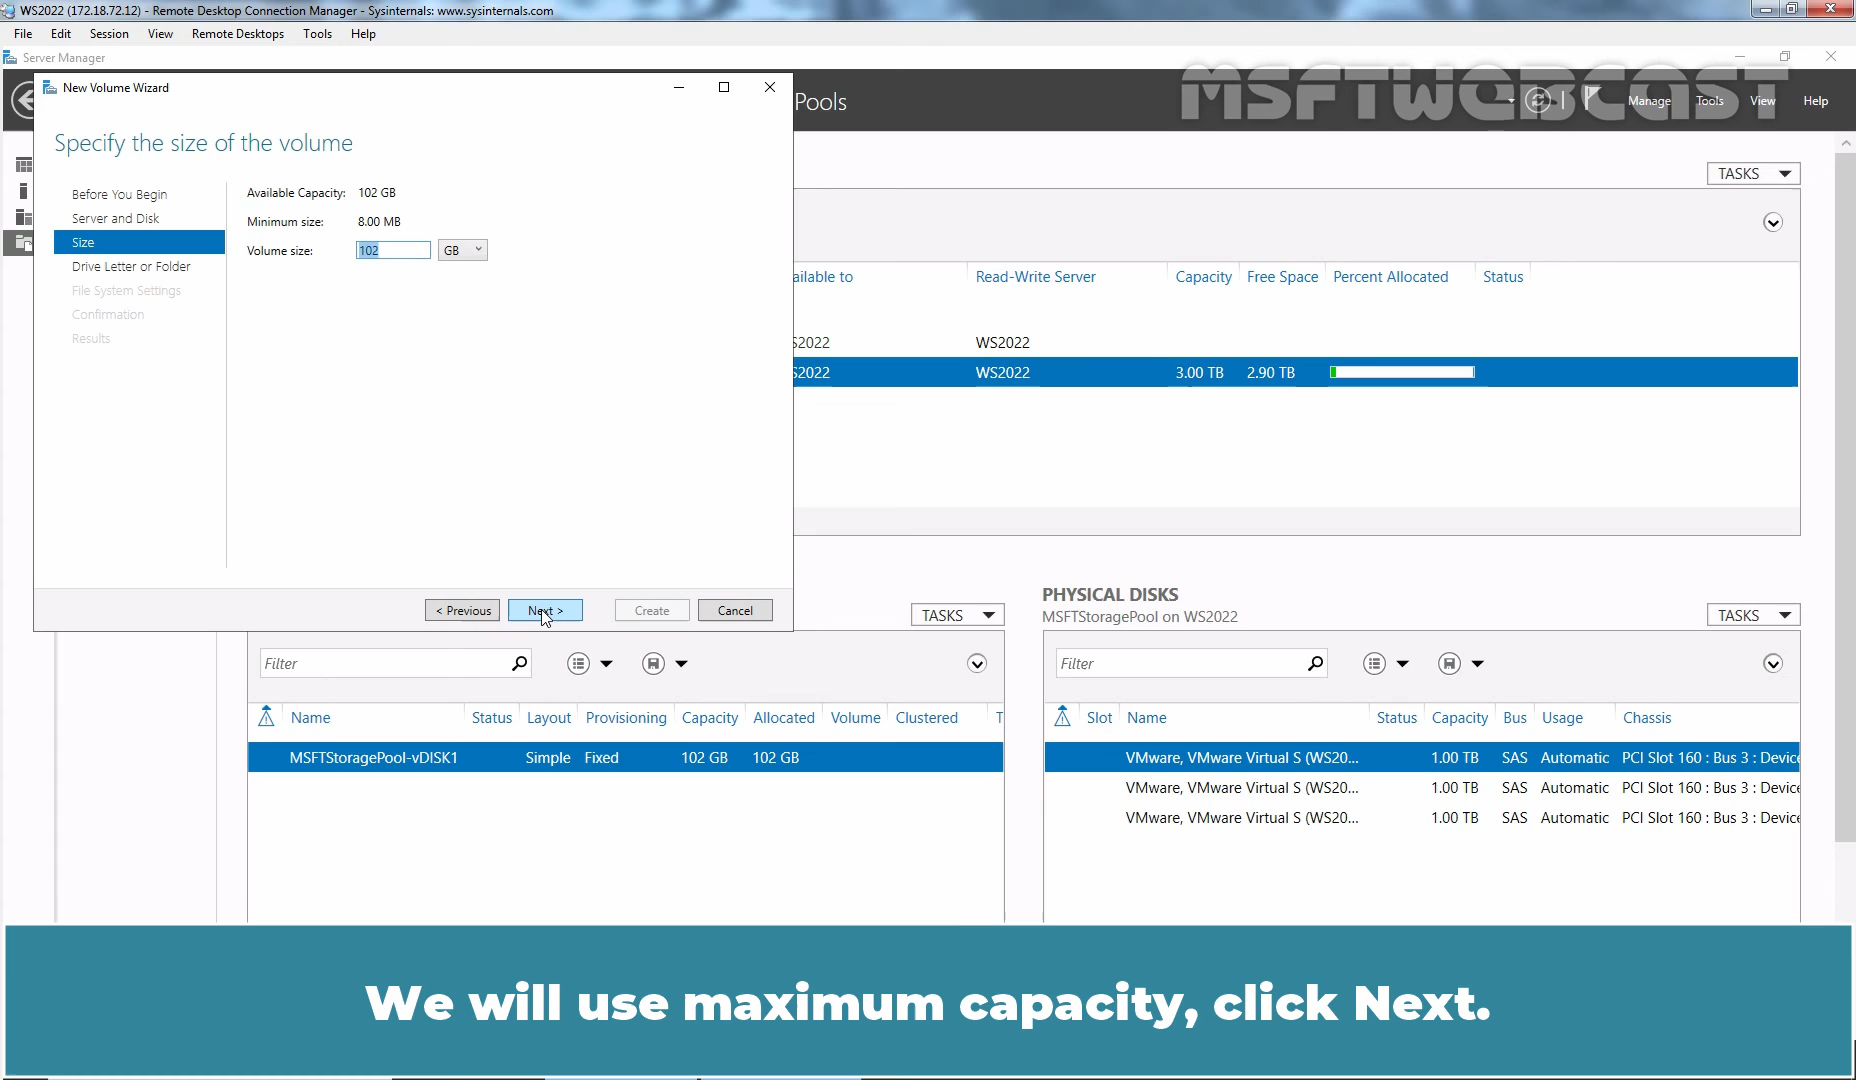 WS2022 (172.18.72.12) - Remote Desktop Connection Manager - Sysinternals: www.sysinternals.com
File Edit Session View Remote Desktops Tools Help
Server Manager
New Volume Wizard
Pools
MSFTWEBCAST
Manage Tools View Help
Specify the size of the volume
Before You Begin
Server and Disk
Size
Drive Letter or Folder
File System Settings
Confirmation
Results
Available Capacity: 102 GB
Minimum size: 8.00 MB
Volume size: 102 GB
< Previous Next > Create Cancel
TASKS
ailable to Read-Write Server Capacity Free Space Percent Allocated Status
S2022 WS2022
S2022 WS2022 3.00 TB 2.90 TB
TASKS
Filter
Name Status Layout Provisioning Capacity Allocated Volume Clustered T
MSFTStoragePool-vDISK1 Simple Fixed 102 GB 102 GB
PHYSICAL DISKS
MSFTStoragePool on WS2022
TASKS
Filter
Slot Name Status Capacity Bus Usage Chassis
VMware, VMware Virtual S (WS20... 1.00 TB SAS Automatic PCI Slot 160 : Bus 3 : Device
VMware, VMware Virtual S (WS20... 1.00 TB SAS Automatic PCI Slot 160 : Bus 3 : Device
VMware, VMware Virtual S (WS20... 1.00 TB SAS Automatic PCI Slot 160 : Bus 3 : Device
We will use maximum capacity, click Next.